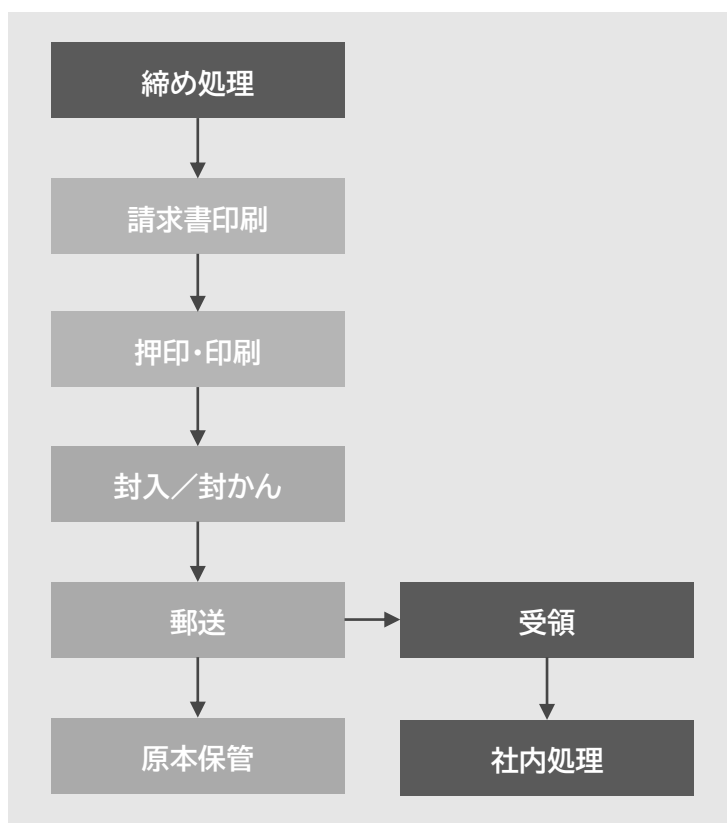 締め処理
請求書印刷
押印・印刷
封入／封かん
郵送
受領
原本保管
社内処理